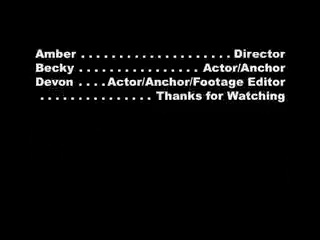 Amber . . . . . . . . . . . . . . . . . . . . Director
Becky . . . . . . . . . . . . . . . . Actor/Anchor
Devon . . . . Actor/Anchor/Footage Editor
. . . . . . . . . . . . . . . Thanks for Watching